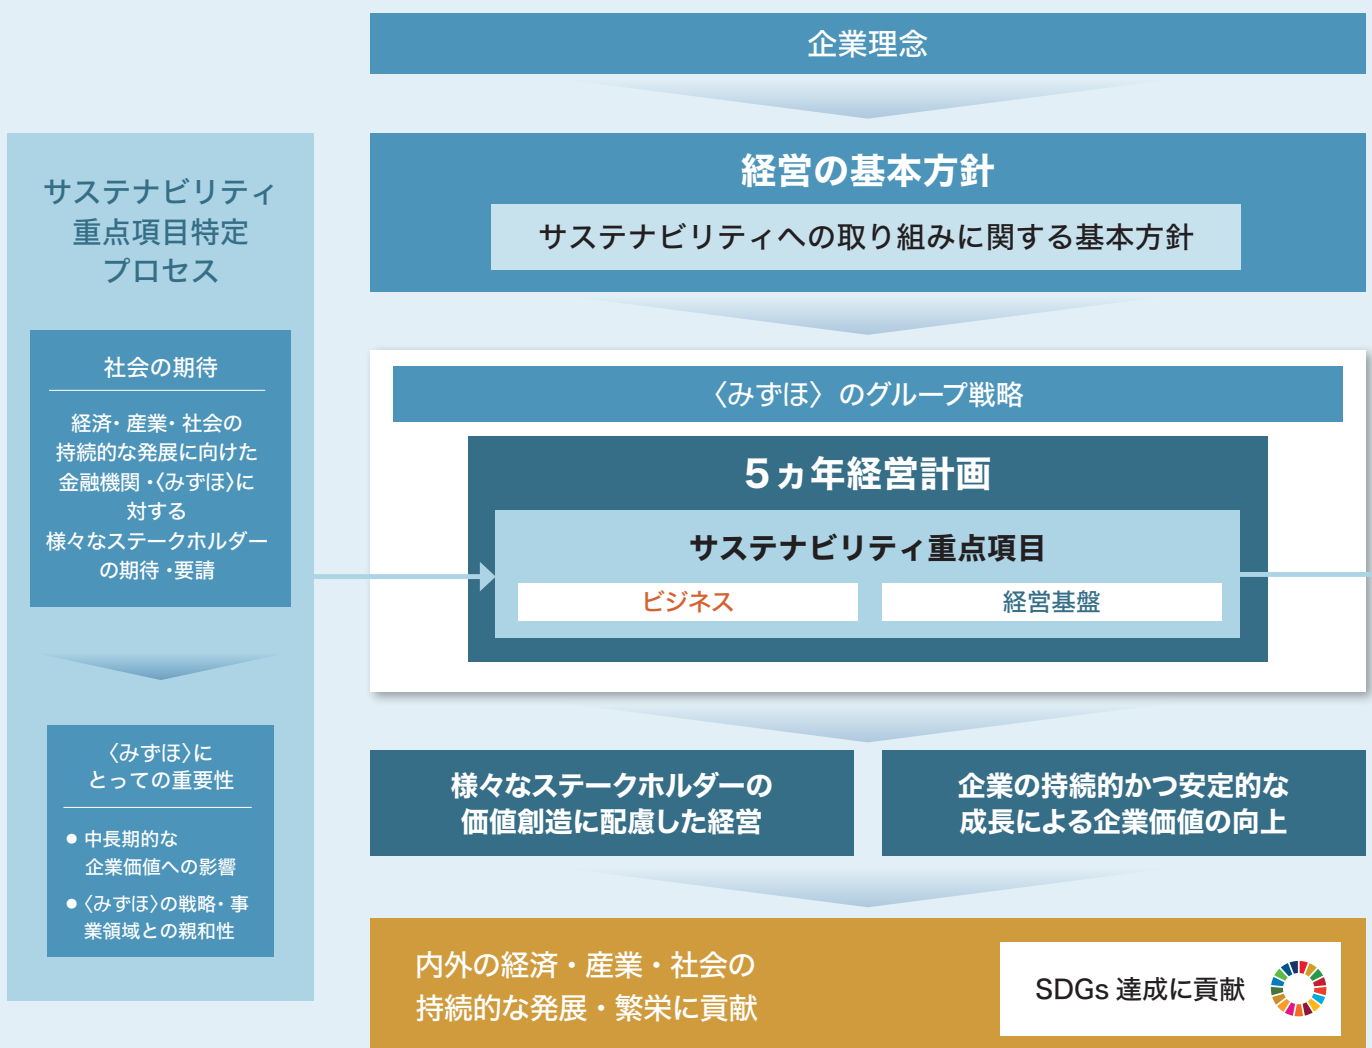 企業理念
経営の基本方針
サステナビリティへの取り組みに関する基本方針
サステナビリティ
重点項目特定
プロセス
社会の期待
経済・産業・社会の
持続的な発展に向けた
金融機関・〈みずほ〉に
対する
様々なステークホルダー
の期待・要請
〈みずほ〉に
とっての重要性
● 中長期的な
企業価値への影響
● 〈みずほ〉の戦略・事
業領域との親和性
〈みずほ〉のグループ戦略
5ヵ年経営計画
サステナビリティ重点項目
ビジネス
経営基盤
様々なステークホルダーの
価値創造に配慮した経営
企業の持続的かつ安定的な
成長による企業価値の向上
内外の経済・産業・社会の
持続的な発展・繁栄に貢献
SDGs 達成に貢献